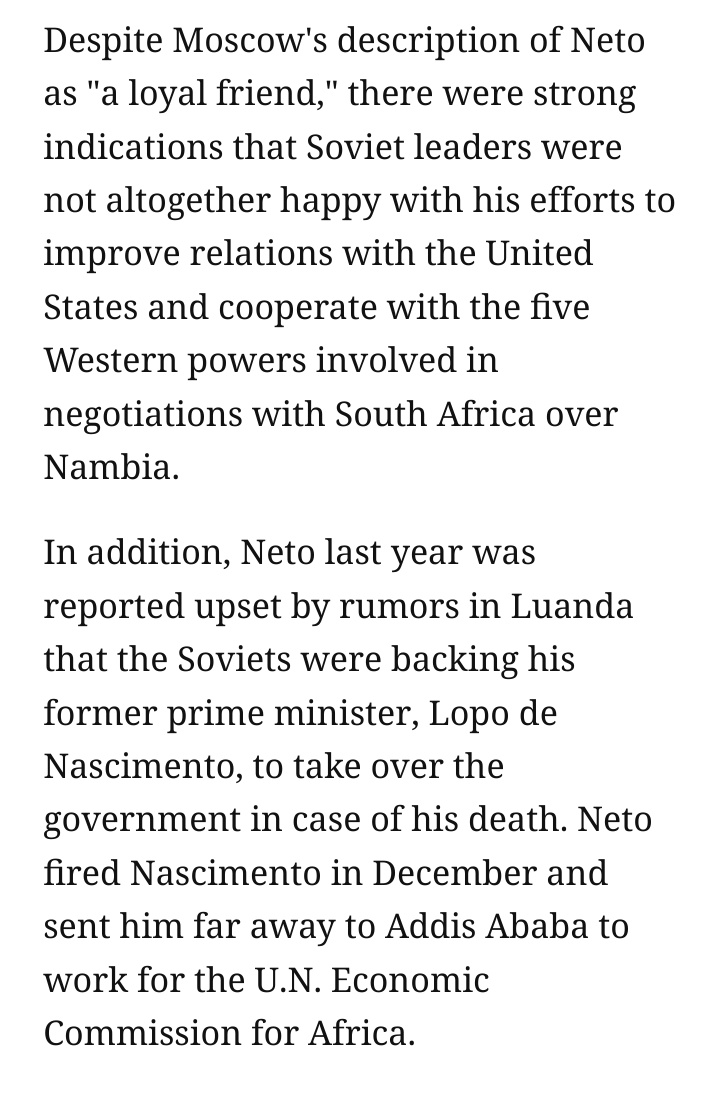 Despite Moscow's description of Neto
as "a loyal friend," there were strong
indications that Soviet leaders were
not altogether happy with his efforts to
improve relations with the United
States and cooperate with the five
Western powers involved in
negotiations with South Africa over
Nambia.
In addition, Neto last year was
reported upset by rumors in Luanda
that the Soviets were backing his
former prime minister, Lopo de
Nascimento, to take over the
government in case of his death. Neto
fired Nascimento in December and
sent him far away to Addis Ababa to
work for the U.N. Economic
Commission for Africa.